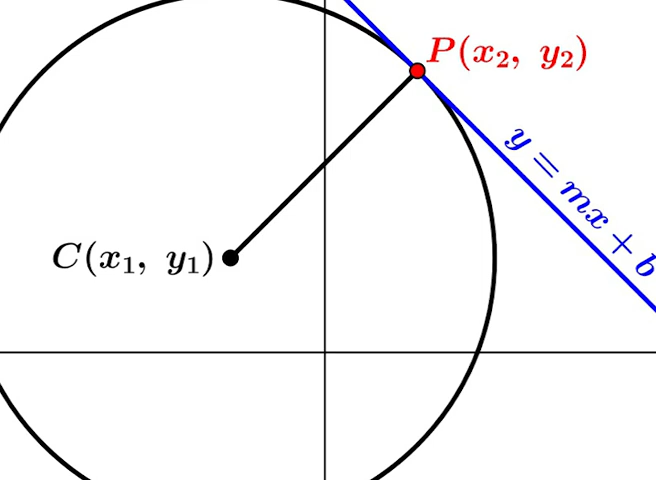 P(x₂, y₂)
y = mx + b
C(x₁, y₁)